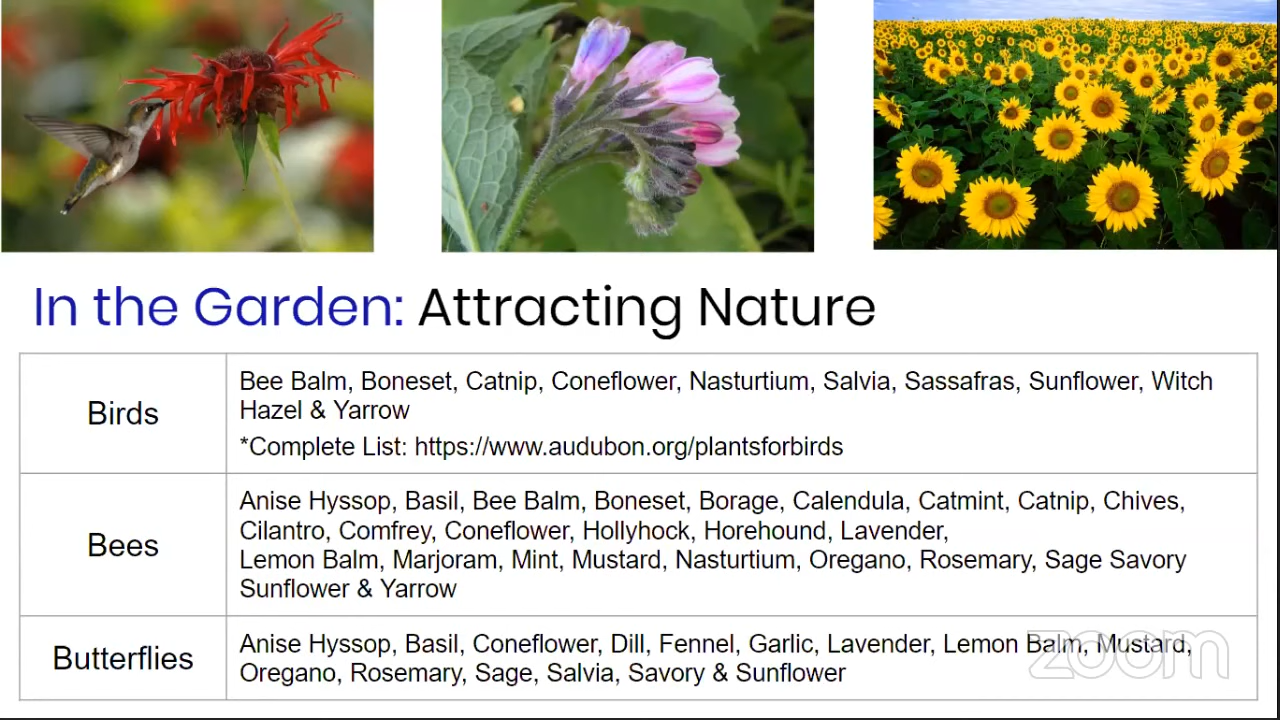 In the Garden: Attracting Nature
Birds
Bee Balm, Boneset, Catnip, Coneflower, Nasturtium, Salvia, Sassafras, Sunflower, Witch
Hazel & Yarrow
*Complete List: https://www.audubon.org/plantsforbirds
Bees
Anise Hyssop, Basil, Bee Balm, Boneset, Borage, Calendula, Catmint, Catnip, Chives,
Cilantro, Comfrey, Coneflower, Hollyhock, Horehound, Lavender,
Lemon Balm, Marjoram, Mint, Mustard, Nasturtium, Oregano, Rosemary, Sage Savory
Sunflower & Yarrow
Butterflies
Anise Hyssop, Basil, Coneflower, Dill, Fennel, Garlic, Lavender, Lemon Balm, Mustard,
Oregano, Rosemary, Sage, Salvia, Savory & Sunflower
zoom